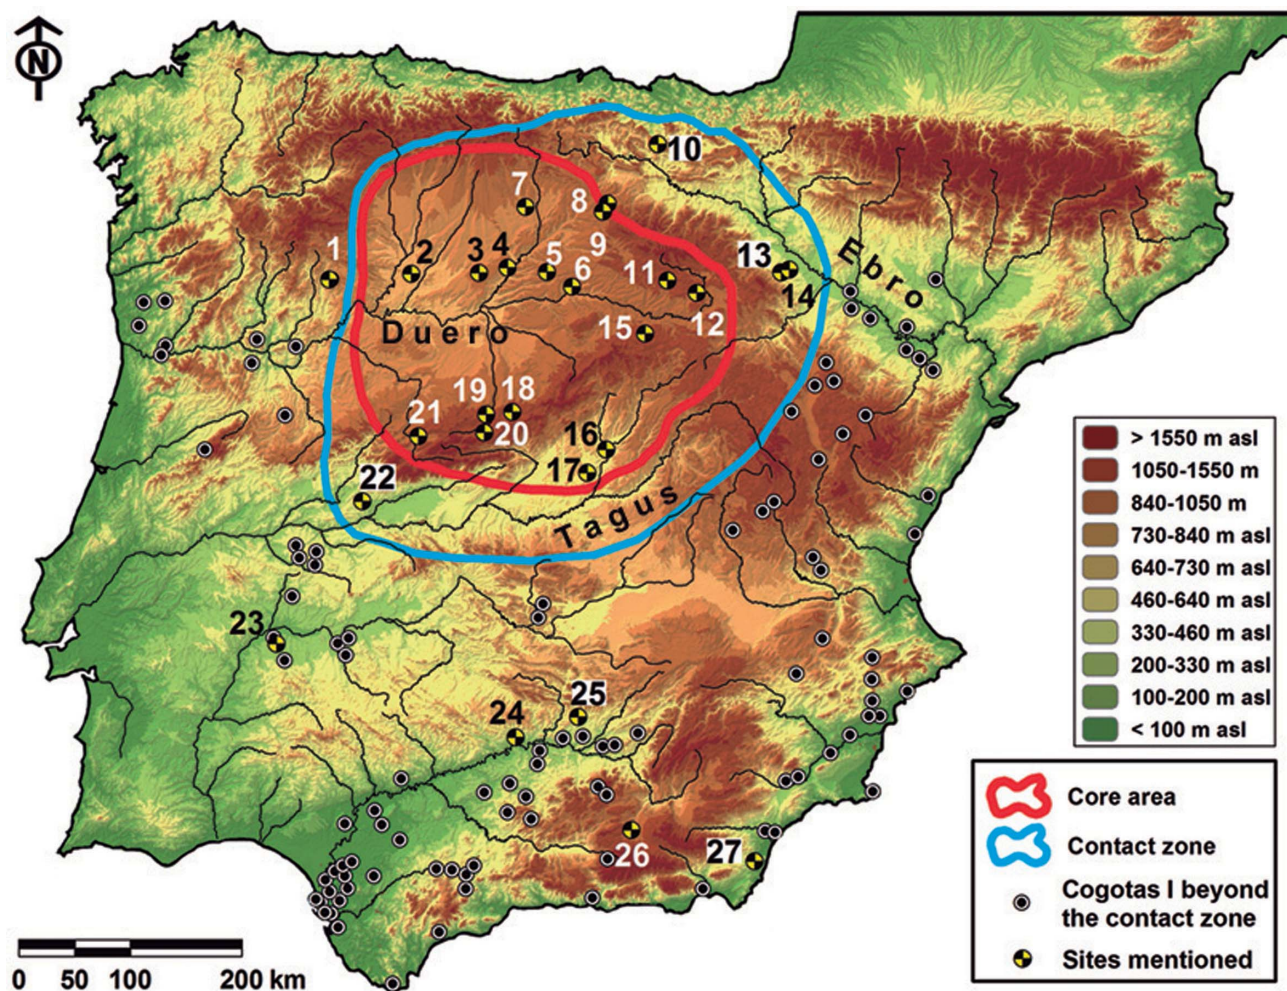 N
10
7
8
9
1
2
3
4
5
6
11
12
13
14
Ebro
Duero
15
19
18
21
20
16
17
22
Tagus
23
24
25
26
27
> 1550 m asl
1050-1550 m
840-1050 m
730-840 m asl
640-730 m asl
460-640 m asl
330-460 m asl
200-330 m asl
100-200 m asl
< 100 m asl
Core area
Contact zone
Cogotas I beyond
the contact zone
Sites mentioned
0 50 100 200 km